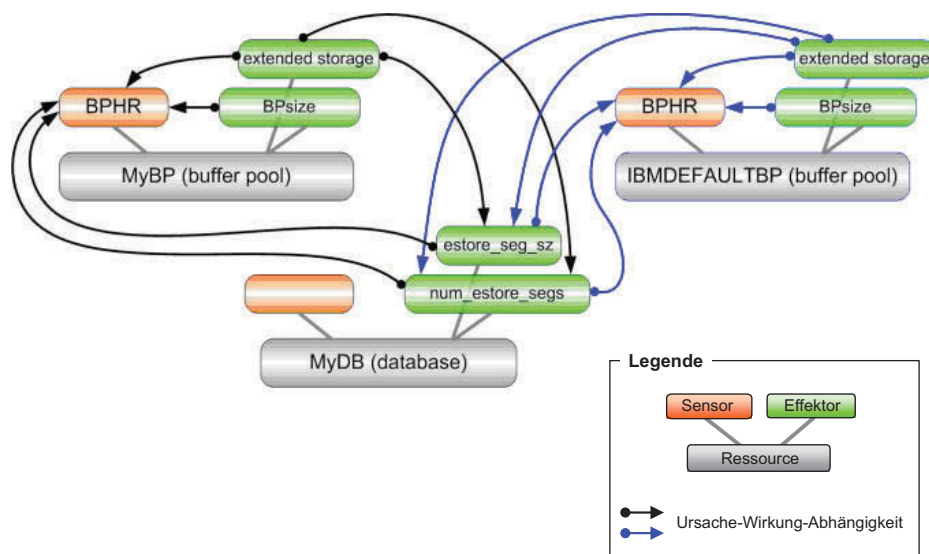 extended storage
extended storage
BPHR
BPsize
BPHR
BPsize
MyBP (buffer pool)
IBMDEFAULTBP (buffer pool)
estore_seg_sz
num_estore_segs
MyDB (database)
Legende
Sensor
Effektor
Ressource
Ursache-Wirkung-Abhängigkeit